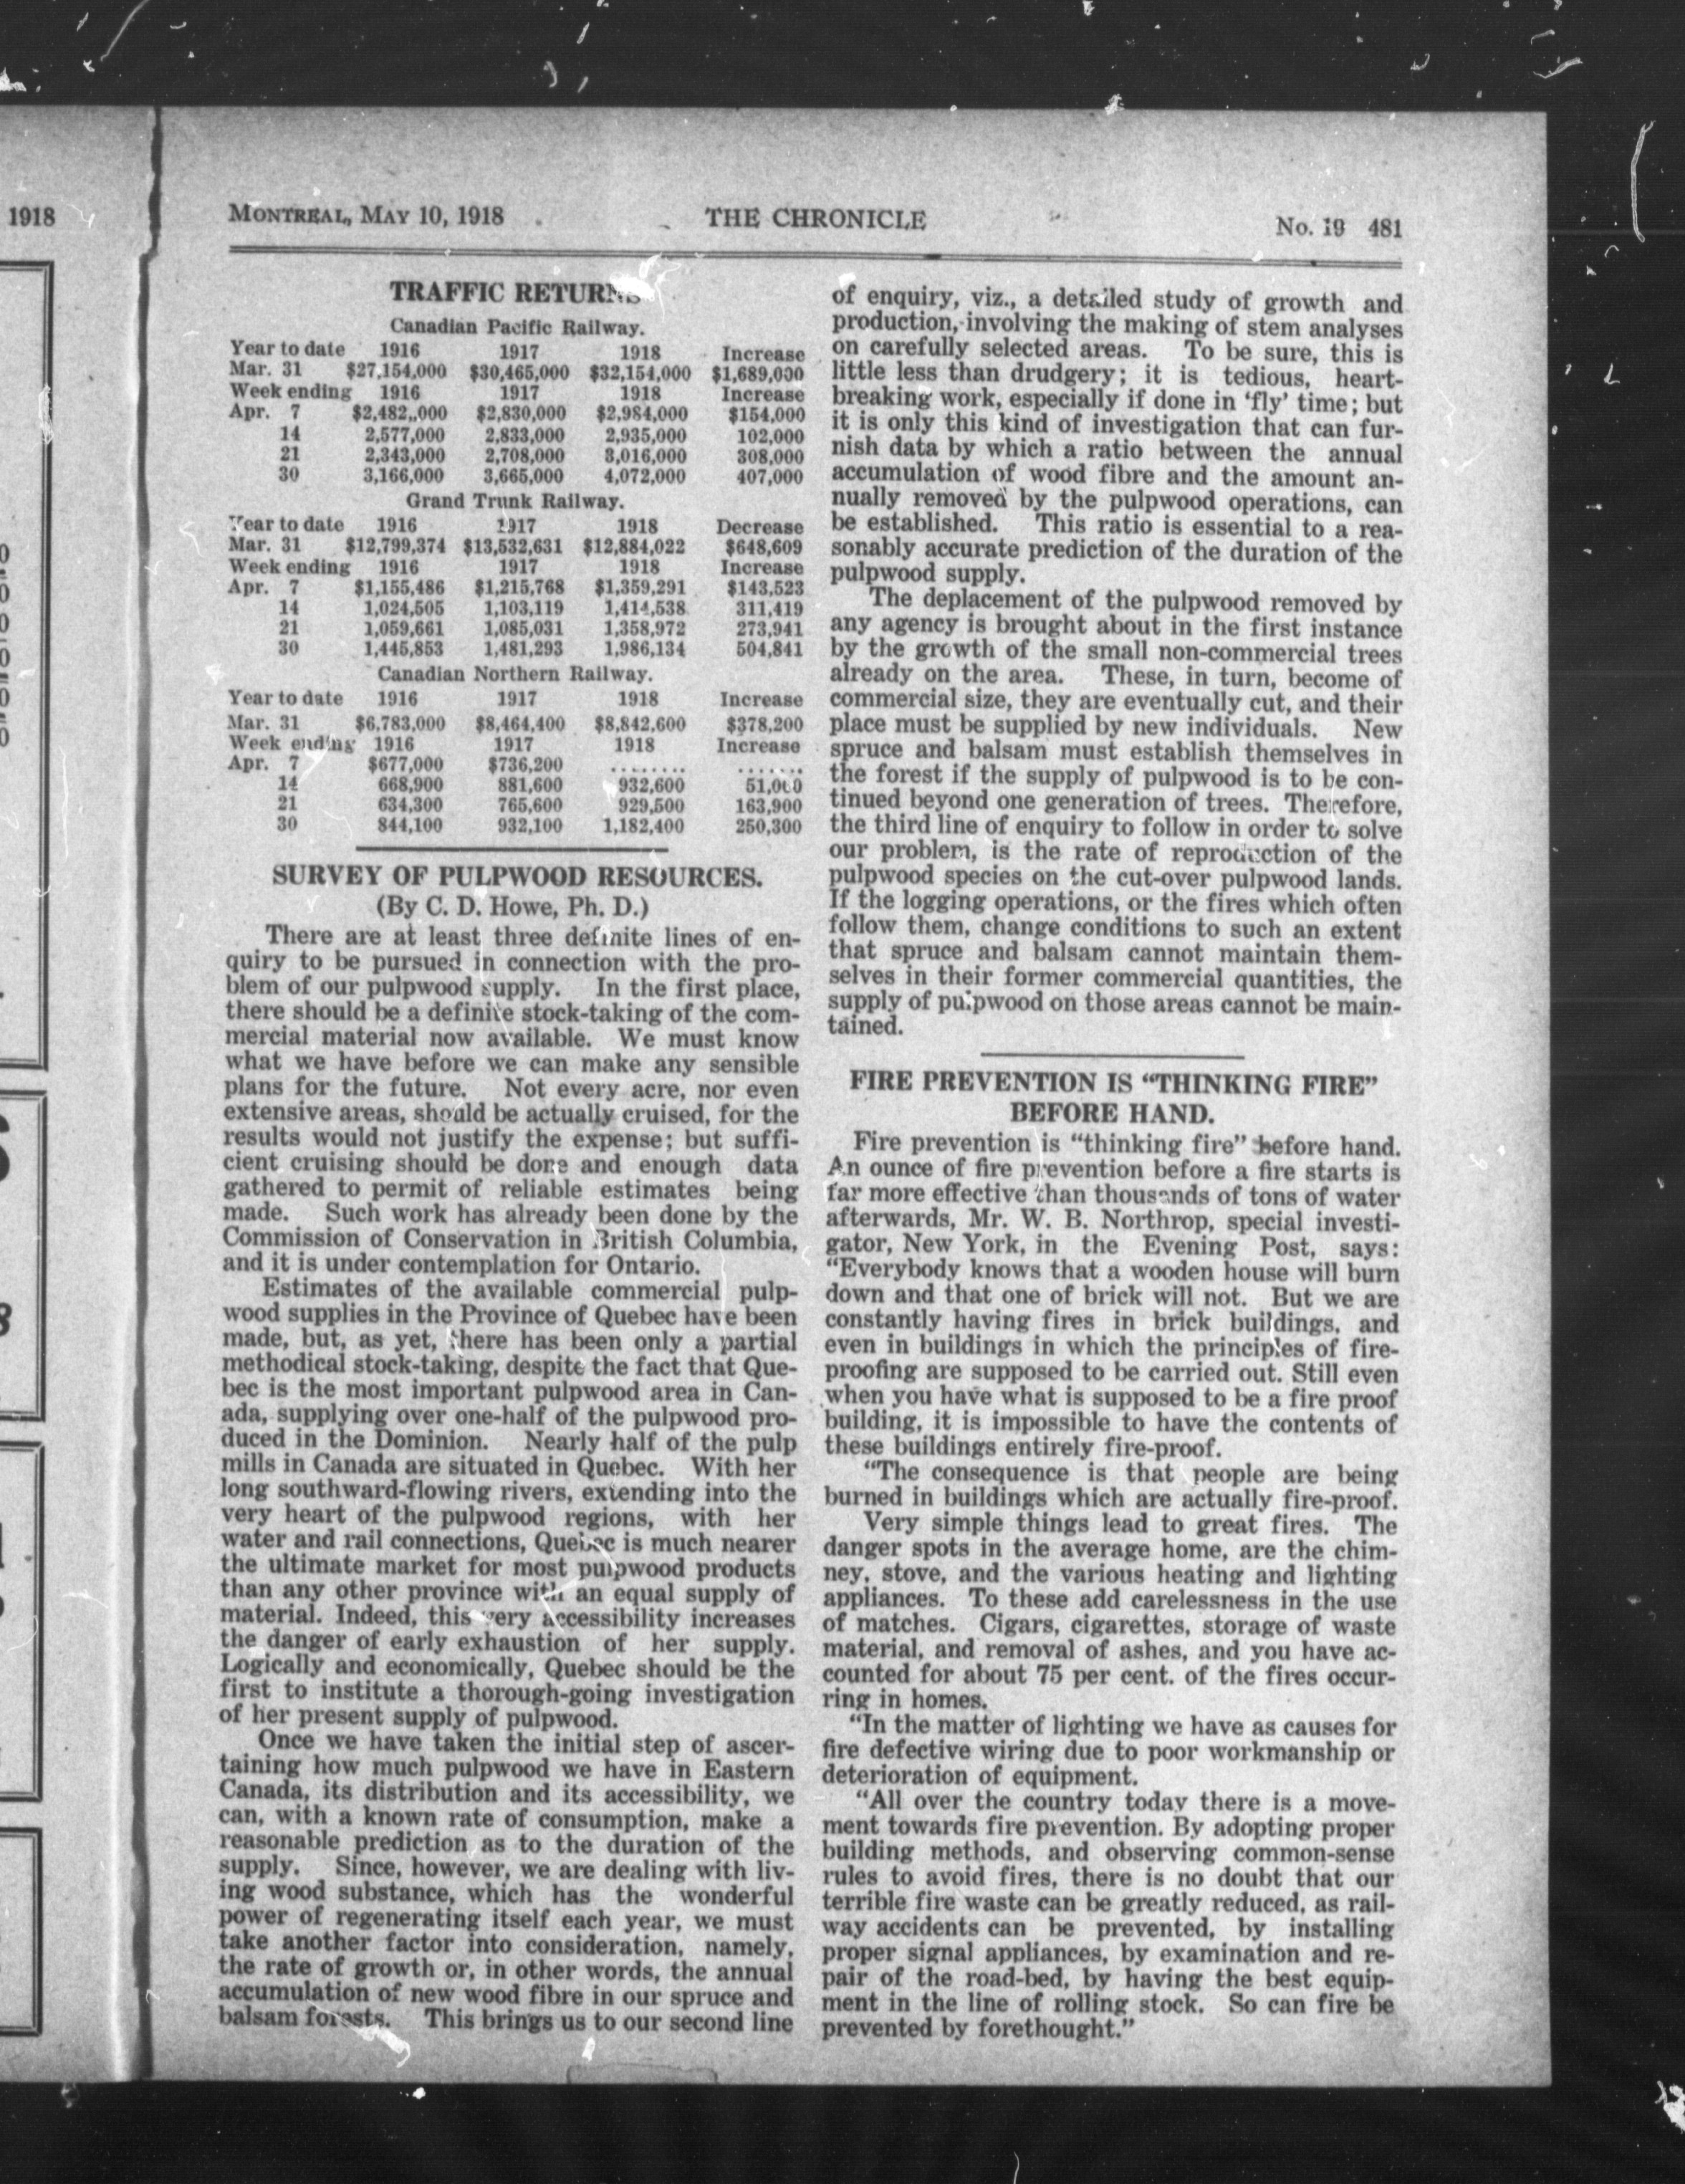 1918
MONTREAL, MAY 10, 1918 THE CHRONICLE No. 19 481
TRAFFIC RETURNS
Canadian Pacific Railway.
Year to date 1916 1917 1918 Increase
Mar. 31 $27,154,000 $30,465,000 $32,154,000 $1,689,000
Week ending 1916 1917 1918 Increase
Apr. 7 $2,482,,000 $2,830,000 $2,984,000 $154,000
14 2,577,000 2,833,000 2,935,000 102,000
21 2,343,000 2,708,000 3,016,000 308,000
30 3,166,000 3,665,000 4,072,000 407,000
Grand Trunk Railway.
Year to date 1916 1917 1918 Decrease
Mar. 31 $12,799,374 $13,532,631 $12,884,022 $648,609
Week ending 1916 1917 1918 Increase
Apr. 7 $1,155,486 $1,215,768 $1,359,291 $143,523
14 1,024,505 1,103,119 1,414,538 311,419
21 1,059,661 1,085,031 1,358,972 273,941
30 1,445,853 1,481,293 1,986,134 504,841
Canadian Northern Railway.
Year to date 1916 1917 1918 Increase
Mar. 31 $6,783,000 $8,464,400 $8,842,600 $378,200
Week ending 1916 1917 1918 Increase
Apr. 7 $677,000 $736,200 ........ .......
14 668,900 881,600 932,600 51,000
21 634,300 765,600 929,500 163,900
30 844,100 932,100 1,182,400 250,300
SURVEY OF PULPWOOD RESOURCES.
(By C. D. Howe, Ph. D.)
There are at least three definite lines of en-
quiry to be pursued in connection with the pro-
blem of our pulpwood supply. In the first place,
there should be a definite stock-taking of the com-
mercial material now available. We must know
what we have before we can make any sensible
plans for the future. Not every acre, nor even
extensive areas, should be actually cruised, for the
results would not justify the expense; but suffi-
cient cruising should be done and enough data
gathered to permit of reliable estimates being
made. Such work has already been done by the
Commission of Conservation in British Columbia,
and it is under contemplation for Ontario.
Estimates of the available commercial pulp-
wood supplies in the Province of Quebec have been
made, but, as yet, there has been only a partial
methodical stock-taking, despite the fact that Que-
bec is the most important pulpwood area in Can-
ada, supplying over one-half of the pulpwood pro-
duced in the Dominion. Nearly half of the pulp
mills in Canada are situated in Quebec. With her
long southward-flowing rivers, extending into the
very heart of the pulpwood regions, with her
water and rail connections, Quebec is much nearer
the ultimate market for most pulpwood products
than any other province with an equal supply of
material. Indeed, this very accessibility increases
the danger of early exhaustion of her supply.
Logically and economically, Quebec should be the
first to institute a thorough-going investigation
of her present supply of pulpwood.
Once we have taken the initial step of ascer-
taining how much pulpwood we have in Eastern
Canada, its distribution and its accessibility, we
can, with a known rate of consumption, make a
reasonable prediction as to the duration of the
supply. Since, however, we are dealing with liv-
ing wood substance, which has the wonderful
power of regenerating itself each year, we must
take another factor into consideration, namely,
the rate of growth or, in other words, the annual
accumulation of new wood fibre in our spruce and
balsam forests. This brings us to our second line
of enquiry, viz., a detailed study of growth and
production, involving the making of stem analyses
on carefully selected areas. To be sure, this is
little less than drudgery; it is tedious, heart-
breaking work, especially if done in 'fly' time; but
it is only this kind of investigation that can fur-
nish data by which a ratio between the annual
accumulation of wood fibre and the amount an-
nually removed by the pulpwood operations, can
be established. This ratio is essential to a rea-
sonably accurate prediction of the duration of the
pulpwood supply.
The deplacement of the pulpwood removed by
any agency is brought about in the first instance
by the growth of the small non-commercial trees
already on the area. These, in turn, become of
commercial size, they are eventually cut, and their
place must be supplied by new individuals. New
spruce and balsam must establish themselves in
the forest if the supply of pulpwood is to be con-
tinued beyond one generation of trees. Therefore,
the third line of enquiry to follow in order to solve
our problem, is the rate of reproduction of the
pulpwood species on the cut-over pulpwood lands.
If the logging operations, or the fires which often
follow them, change conditions to such an extent
that spruce and balsam cannot maintain them-
selves in their former commercial quantities, the
supply of pulpwood on those areas cannot be main-
tained.
FIRE PREVENTION IS "THINKING FIRE"
BEFORE HAND.
Fire prevention is "thinking fire" before hand.
An ounce of fire prevention before a fire starts is
far more effective than thousands of tons of water
afterwards, Mr. W. B. Northrop, special investi-
gator, New York, in the Evening Post, says:
"Everybody knows that a wooden house will burn
down and that one of brick will not. But we are
constantly having fires in brick buildings, and
even in buildings in which the principles of fire-
proofing are supposed to be carried out. Still even
when you have what is supposed to be a fire proof
building, it is impossible to have the contents of
these buildings entirely fire-proof.
"The consequence is that people are being
burned in buildings which are actually fire-proof.
Very simple things lead to great fires. The
danger spots in the average home, are the chim-
ney, stove, and the various heating and lighting
appliances. To these add carelessness in the use
of matches. Cigars, cigarettes, storage of waste
material, and removal of ashes, and you have ac-
counted for about 75 per cent. of the fires occur-
ring in homes.
"In the matter of lighting we have as causes for
fire defective wiring due to poor workmanship or
deterioration of equipment.
"All over the country today there is a move-
ment towards fire prevention. By adopting proper
building methods, and observing common-sense
rules to avoid fires, there is no doubt that our
terrible fire waste can be greatly reduced, as rail-
way accidents can be prevented, by installing
proper signal appliances, by examination and re-
pair of the road-bed, by having the best equip-
ment in the line of rolling stock. So can fire be
prevented by forethought."